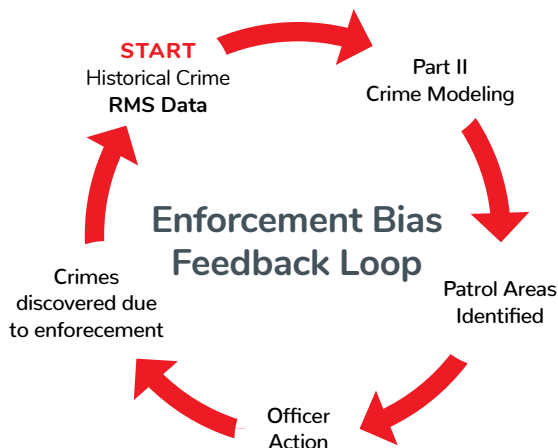 START
Historical Crime
RMS Data
Part II
Crime Modeling
Enforcement Bias
Feedback Loop
Patrol Areas
Identified
Officer
Action
Crimes
discovered due
to enforecement